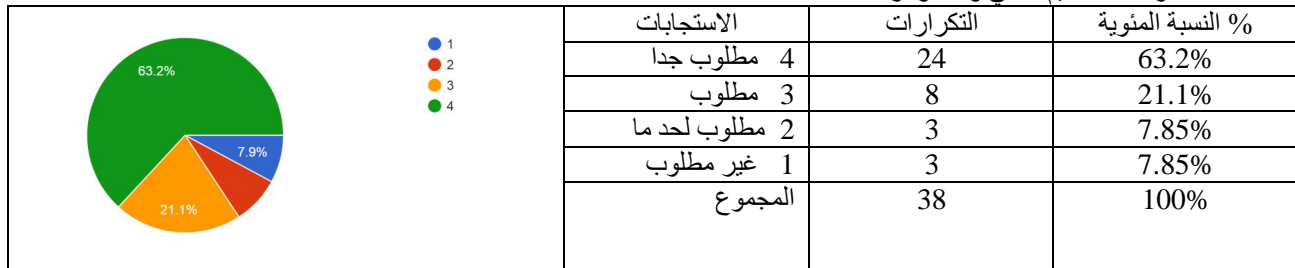 % النسبة المئوية	التكرارات	الاستجابات
63.2%	24	4 مطلوب جدا
21.1%	8	3 مطلوب
7.85%	3	2 مطلوب لحد ما
7.85%	3	1 غير مطلوب
100%	38	المجموع
1
2
3
4
63.2%
7.9%
21.1%